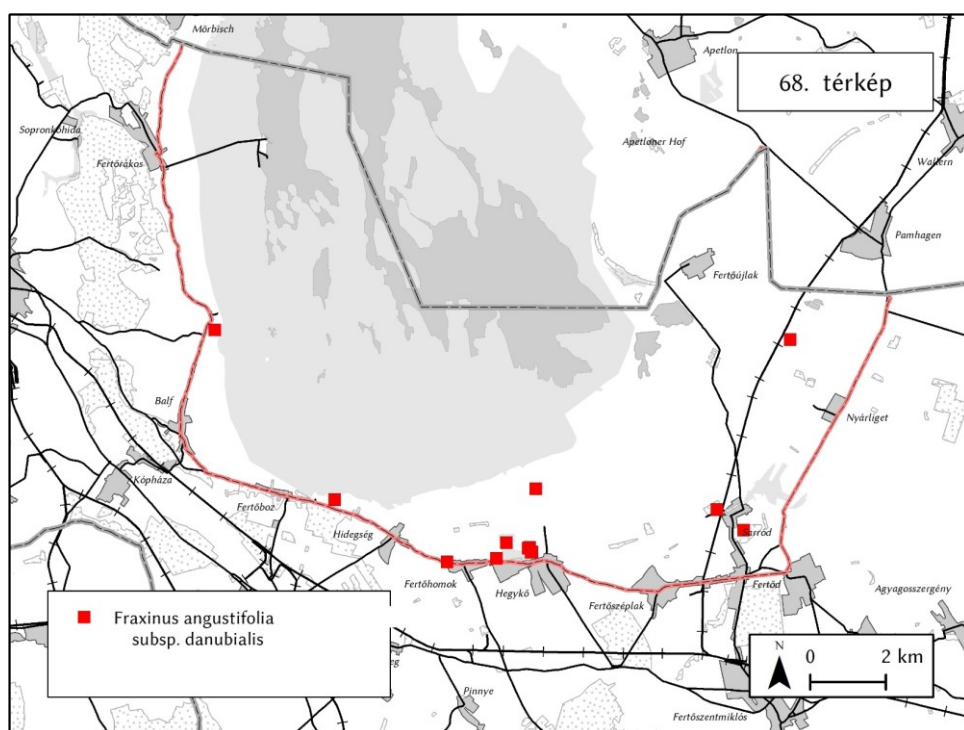 Mörbisch
Apetlon
68. térkép
Sopronkőhida
Fertőrákos
Apetloner Hof
Wallern
Pamhagen
Fertőújlak
Balf
Nyárliget
Kópháza
Fertőboz
Hidegség
Sarród
Fertőhomok
Hegykő
Fertőszéplak
Fertőd
Agyagosszergény
Fraxinus angustifolia
subsp. danubialis
N
0 2 km
Pinnye
Fertőszentmiklós